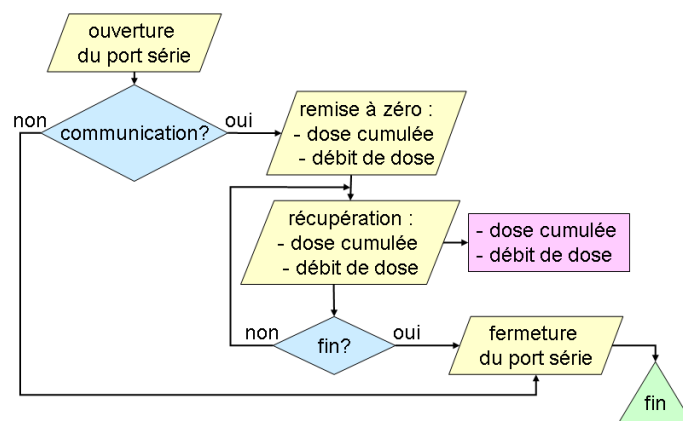 ouverture
du port série
non
communication?
oui
remise à zéro :
- dose cumulée
- débit de dose
récupération :
- dose cumulée
- débit de dose
- dose cumulée
- débit de dose
non
fin?
oui
fermeture
du port série
fin